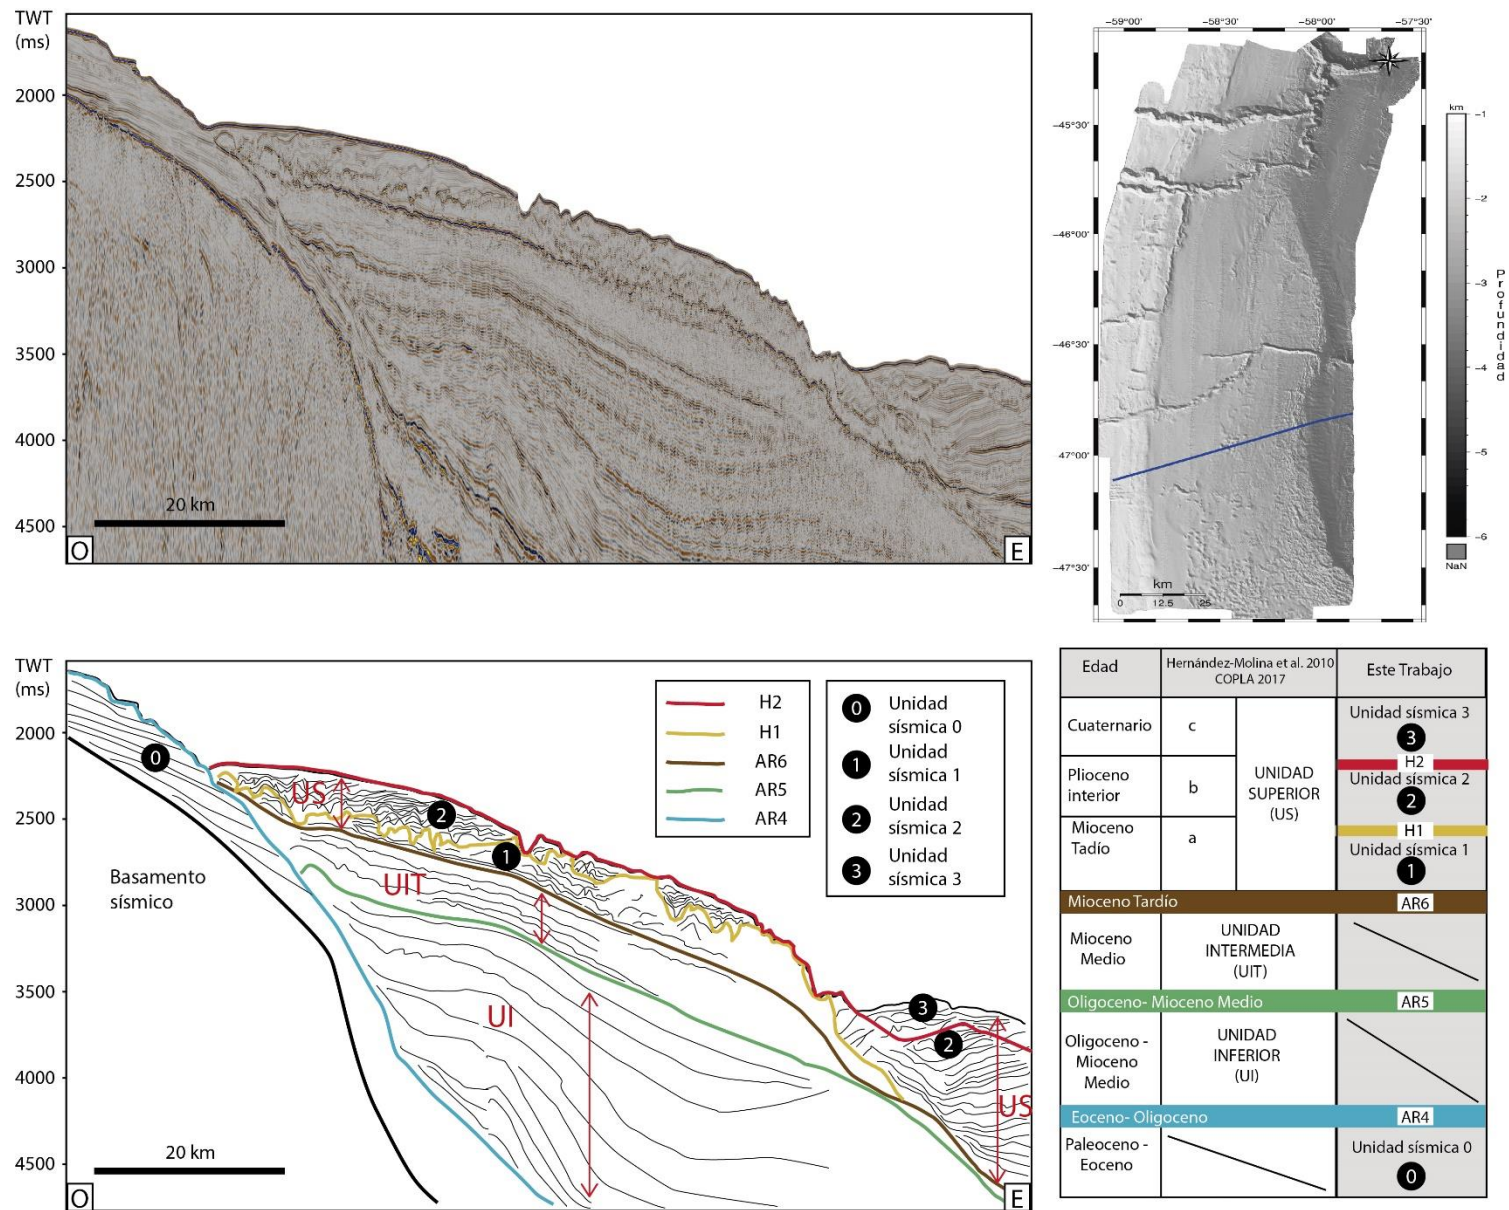 TWT
(ms)
2000
2500
3000
3500
4000
4500
20 km
O
E
−59°00'
−58°30'
−58°00'
−57°30'
−45°30'
−46°00'
−46°30'
−47°00'
−47°30'
km
0
12.5
25
km
−1
−2
−3
−4
−5
−6
NaN
Profundidad
TWT
(ms)
2000
2500
3000
3500
4000
4500
0
Basamento
sísmico
US
2
1
UIT
UI
3
2
US
20 km
O
E
H2
H1
AR6
AR5
AR4
0 Unidad
sísmica 0
1 Unidad
sísmica 1
2 Unidad
sísmica 2
3 Unidad
sísmica 3
Edad
Hernández-Molina et al. 2010
COPLA 2017
Este Trabajo
Cuaternario
c
Unidad sísmica 3
3
H2
Plioceno
interior
b
UNIDAD
SUPERIOR
(US)
Unidad sísmica 2
2
H1
Mioceno
Tadío
a
Unidad sísmica 1
1
Mioceno Tardío
AR6
Mioceno
Medio
UNIDAD
INTERMEDIA
(UIT)
Oligoceno- Mioceno Medio
AR5
Oligoceno -
Mioceno
Medio
UNIDAD
INFERIOR
(UI)
Eoceno- Oligoceno
AR4
Paleoceno -
Eoceno
Unidad sísmica 0
0